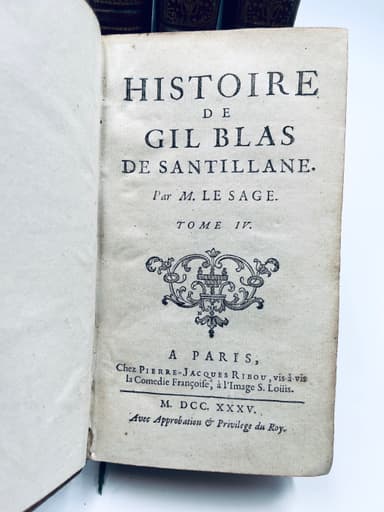 HISTOIRE
DE
GIL BLAS
DE SANTILLANE.
Par M. LE SAGE.
TOME IV.
A PARIS,
Chez PIERRE-JACQUES RIBOU, vis-à-vis
la Comedie Françoise, à l'Image S. Loüis.
M. DCC. XXXV.
Avec Approbation & Privilege du Roy.